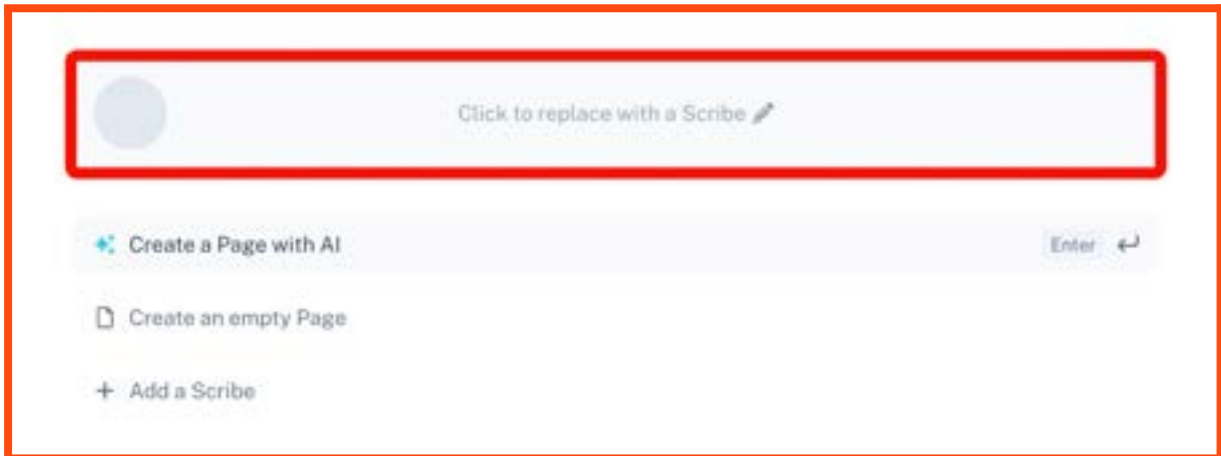 Click to replace with a Scribe
Create a Page with AI
Enter
Create an empty Page
Add a Scribe